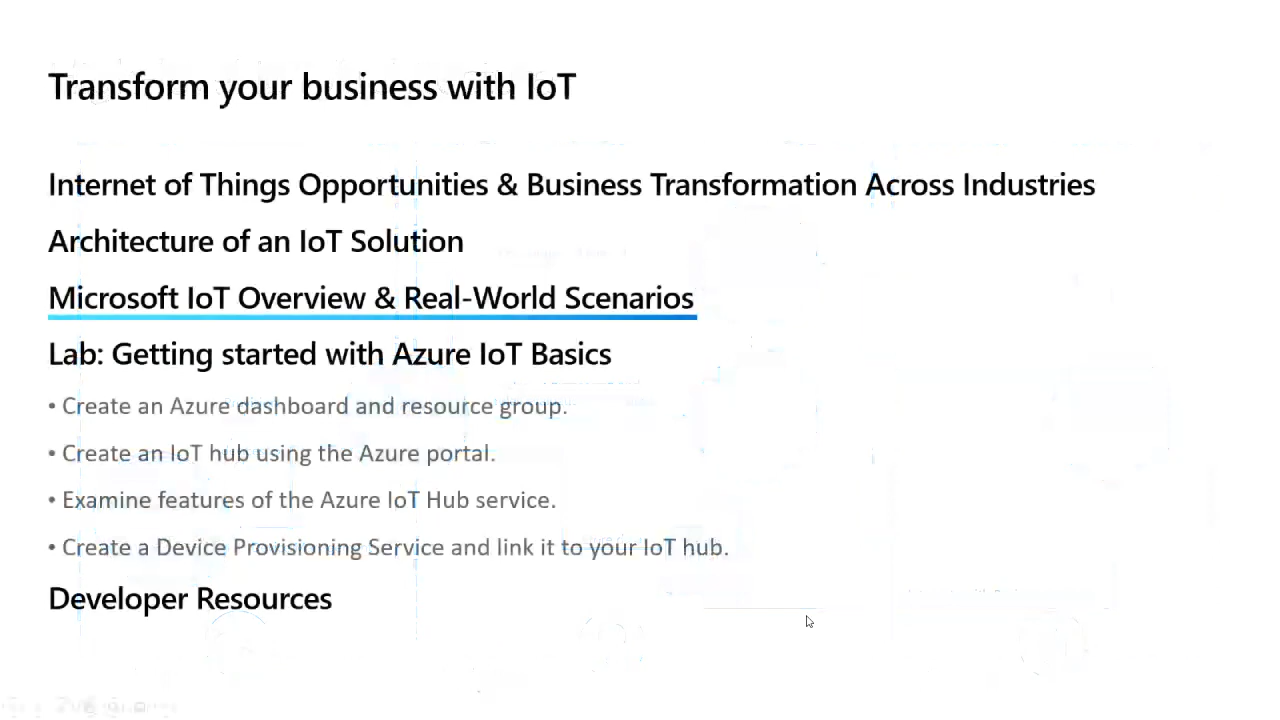 Transform your business with IoT
Internet of Things Opportunities & Business Transformation Across Industries
Architecture of an IoT Solution
Microsoft IoT Overview & Real-World Scenarios
Lab: Getting started with Azure IoT Basics
• Create an Azure dashboard and resource group.
• Create an IoT hub using the Azure portal.
• Examine features of the Azure IoT Hub service.
• Create a Device Provisioning Service and link it to your IoT hub.
Developer Resources